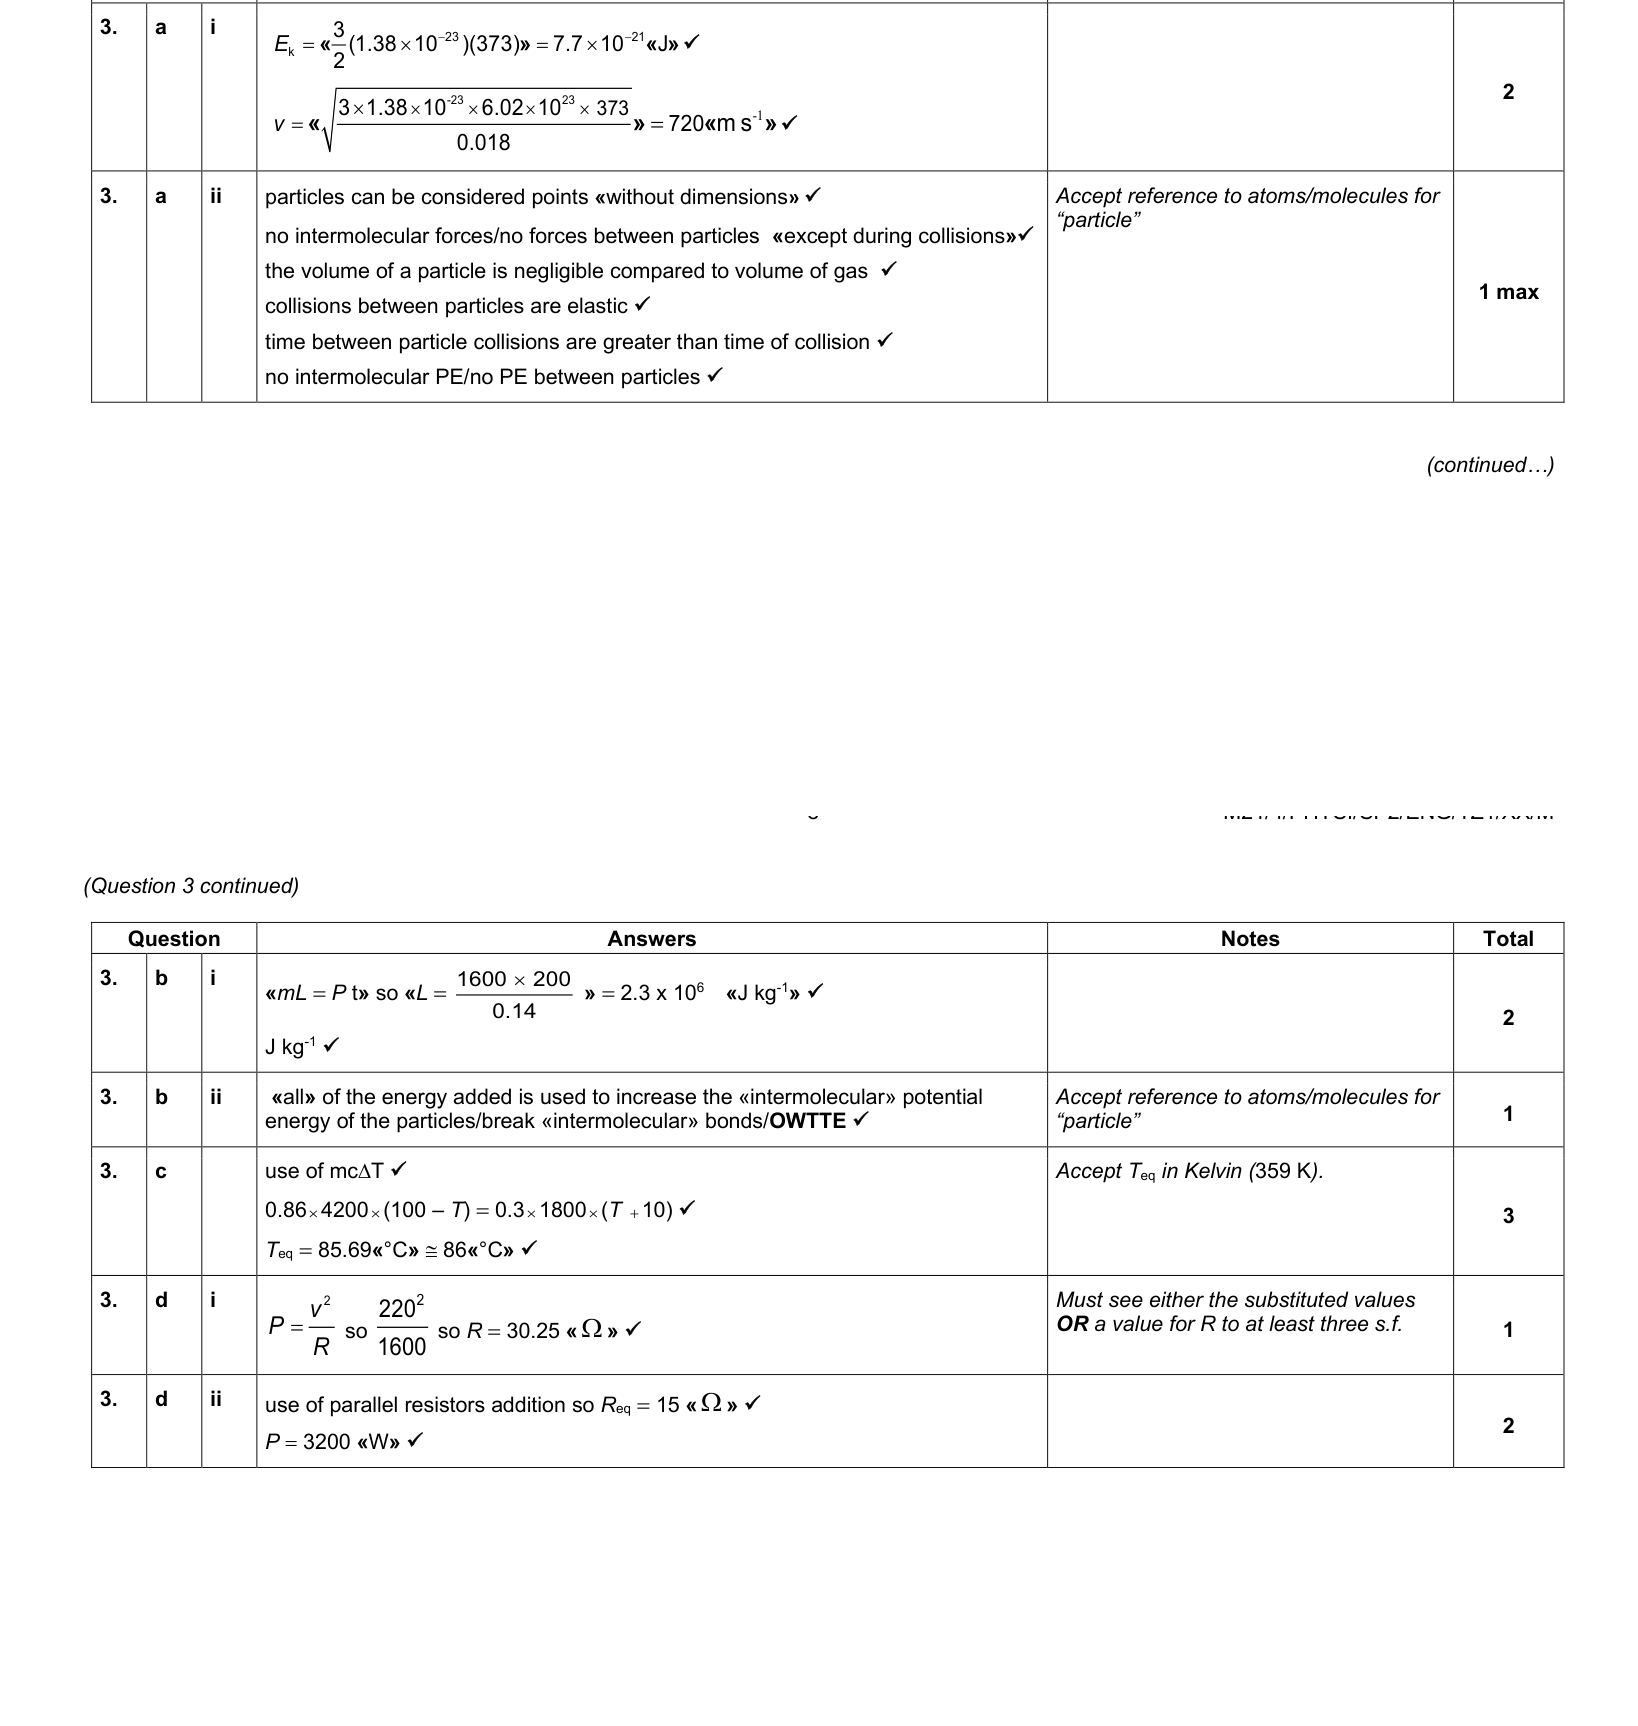 3. a i E_k = «3/2 (1.38 × 10^−23)(373)» = 7.7 × 10^−21 «J» ✓
v = «√(3×1.38×10^-23×6.02×10^23 × 373 / 0.018)» = 720 «m s^-1» ✓
2
3. a ii particles can be considered points «without dimensions» ✓
no intermolecular forces/no forces between particles «except during collisions»✓
the volume of a particle is negligible compared to volume of gas ✓
collisions between particles are elastic ✓
time between particle collisions are greater than time of collision ✓
no intermolecular PE/no PE between particles ✓
Accept reference to atoms/molecules for
“particle”
1 max
(continued…)
(Question 3 continued)
Question Answers Notes Total
3. b i «mL = P t» so «L = 1600 × 200 / 0.14 » = 2.3 x 10^6 «J kg^-1» ✓
J kg^-1 ✓
2
3. b ii «all» of the energy added is used to increase the «intermolecular» potential
energy of the particles/break «intermolecular» bonds/OWTTE ✓
Accept reference to atoms/molecules for
“particle”
1
3. c use of mcΔT ✓
0.86×4200×(100 – T) = 0.3×1800×(T +10) ✓
T_eq = 85.69«°C» ≅ 86«°C» ✓
Accept T_eq in Kelvin (359 K).
3
3. d i P = v^2/R so 220^2/1600 so R = 30.25 « Ω » ✓
Must see either the substituted values
OR a value for R to at least three s.f.
1
3. d ii use of parallel resistors addition so R_eq = 15 « Ω » ✓
P = 3200 «W» ✓
2